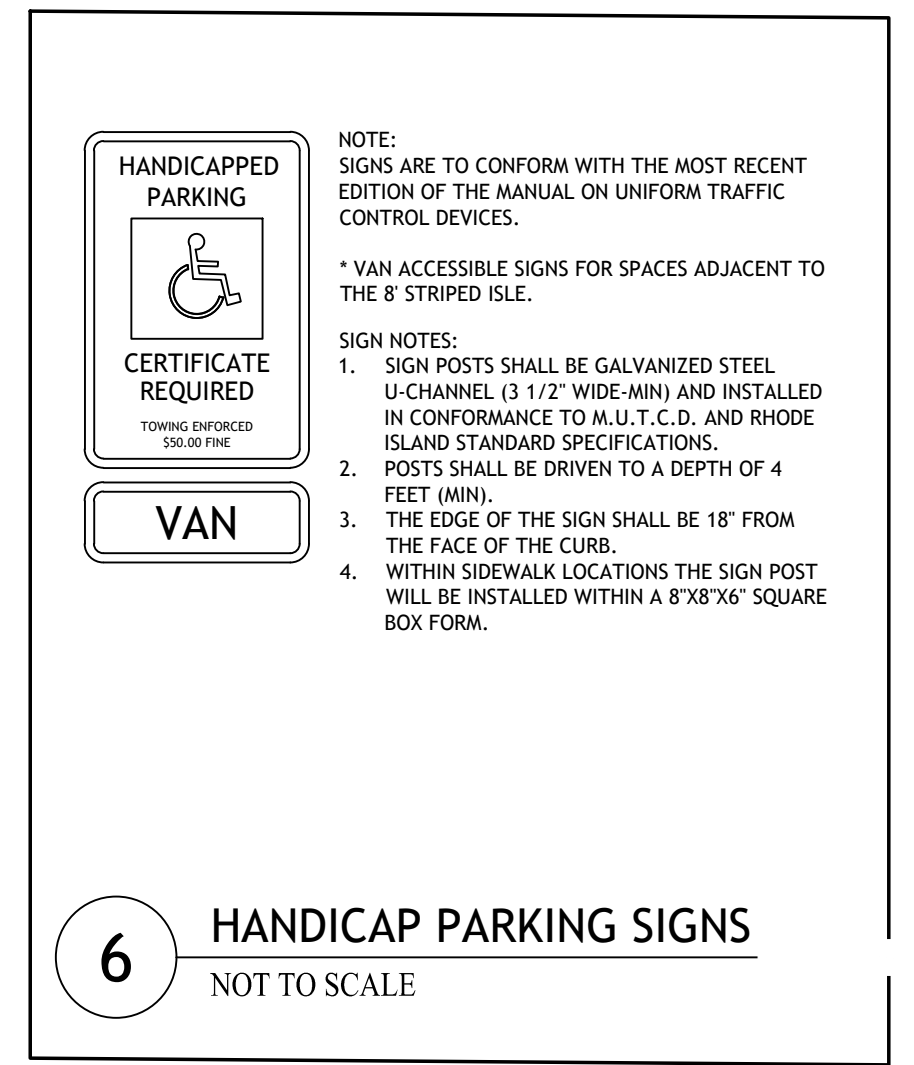 HANDICAPPED
PARKING
CERTIFICATE
REQUIRED
TOWING ENFORCED
$50.00 FINE
VAN
NOTE:
SIGNS ARE TO CONFORM WITH THE MOST RECENT
EDITION OF THE MANUAL ON UNIFORM TRAFFIC
CONTROL DEVICES.
* VAN ACCESSIBLE SIGNS FOR SPACES ADJACENT TO
THE 8' STRIPED ISLE.
SIGN NOTES:
1. SIGN POSTS SHALL BE GALVANIZED STEEL
U-CHANNEL (3 1/2" WIDE-MIN) AND INSTALLED
IN CONFORMANCE TO M.U.T.C.D. AND RHODE
ISLAND STANDARD SPECIFICATIONS.
2. POSTS SHALL BE DRIVEN TO A DEPTH OF 4
FEET (MIN).
3. THE EDGE OF THE SIGN SHALL BE 18" FROM
THE FACE OF THE CURB.
4. WITHIN SIDEWALK LOCATIONS THE SIGN POST
WILL BE INSTALLED WITHIN A 8"X8"X6" SQUARE
BOX FORM.
6
HANDICAP PARKING SIGNS
NOT TO SCALE